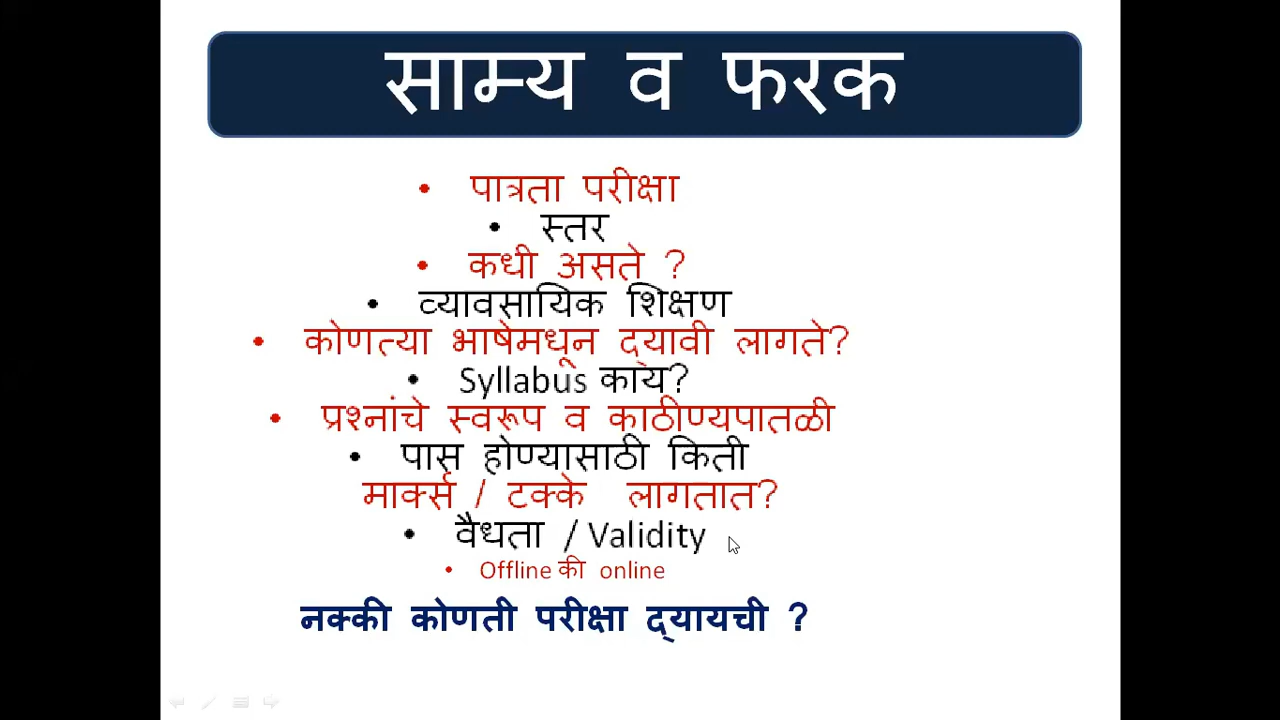 साम्य व फरक
• पात्रता परीक्षा
• स्तर
• कधी असते ?
• व्यावसायिक शिक्षण
• कोणत्या भाषेमधून द्यावी लागते?
• Syllabus काय?
• प्रश्नांचे स्वरूप व काठीण्यपातळी
• पास होण्यासाठी किती
मार्क्स / टक्के लागतात?
• वैधता / Validity
• Offline की online
नक्की कोणती परीक्षा द्यायची ?